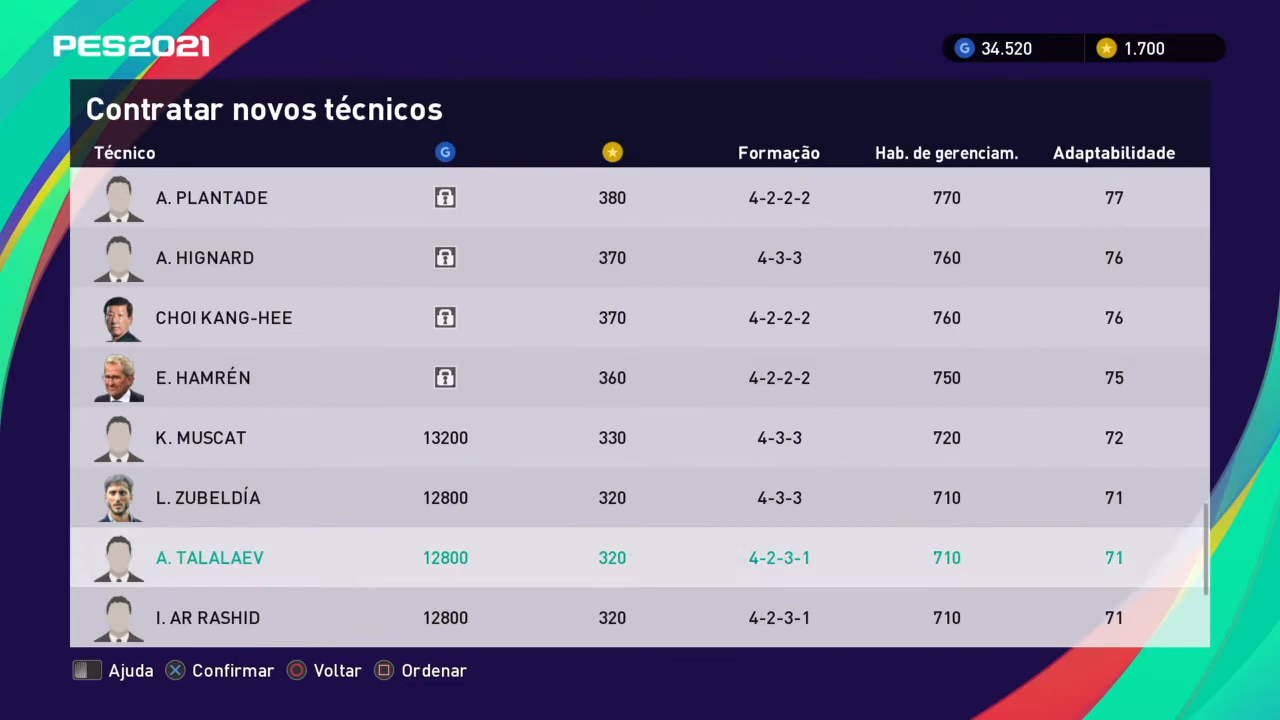 PES2021
G 34.520 1.700
Contratar novos técnicos
Técnico G Formação Hab. de gerenciam. Adaptabilidade
A. PLANTADE 380 4-2-2-2 770 77
A. HIGNARD 370 4-3-3 760 76
CHOI KANG-HEE 370 4-2-2-2 760 76
E. HAMRÉN 360 4-2-2-2 750 75
K. MUSCAT 13200 330 4-3-3 720 72
L. ZUBELDÍA 12800 320 4-3-3 710 71
A. TALALAEV 12800 320 4-2-3-1 710 71
I. AR RASHID 12800 320 4-2-3-1 710 71
Ajuda Confirmar Voltar Ordenar